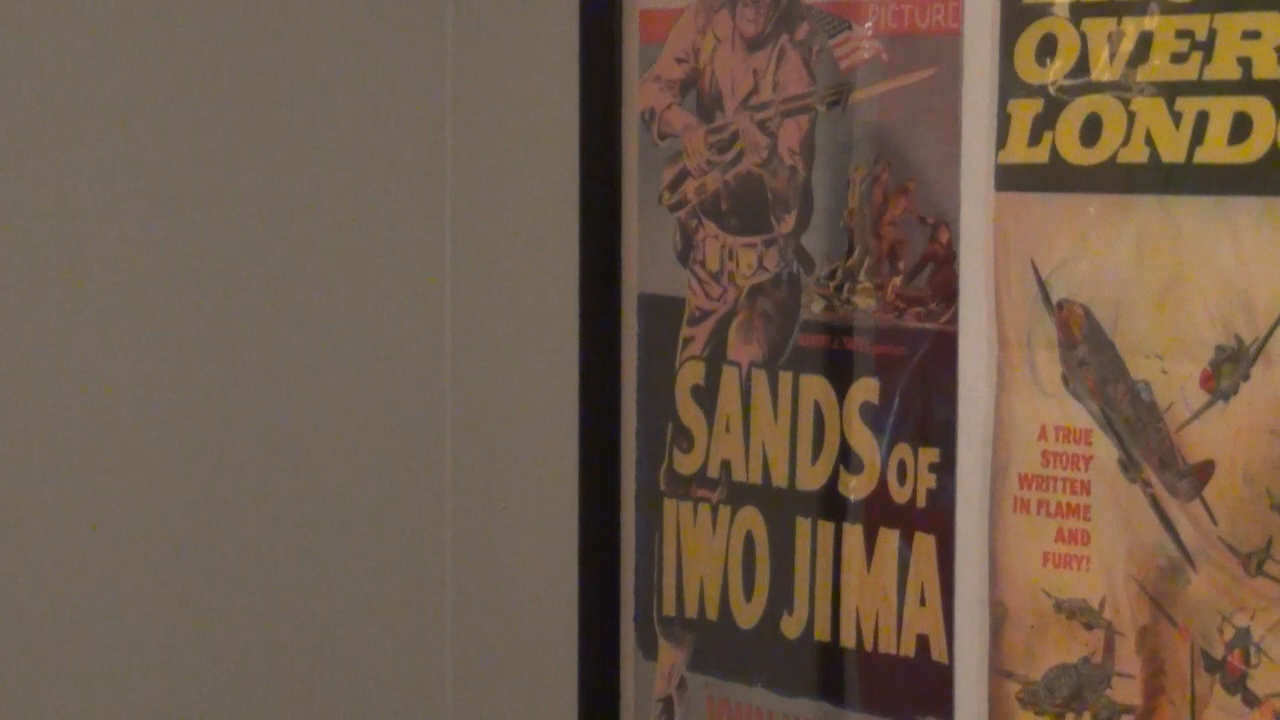 PICTURE
SANDS OF
IWO JIMA
OVER
LOND
A TRUE
STORY
WRITTEN
IN FLAME
AND
FURY!